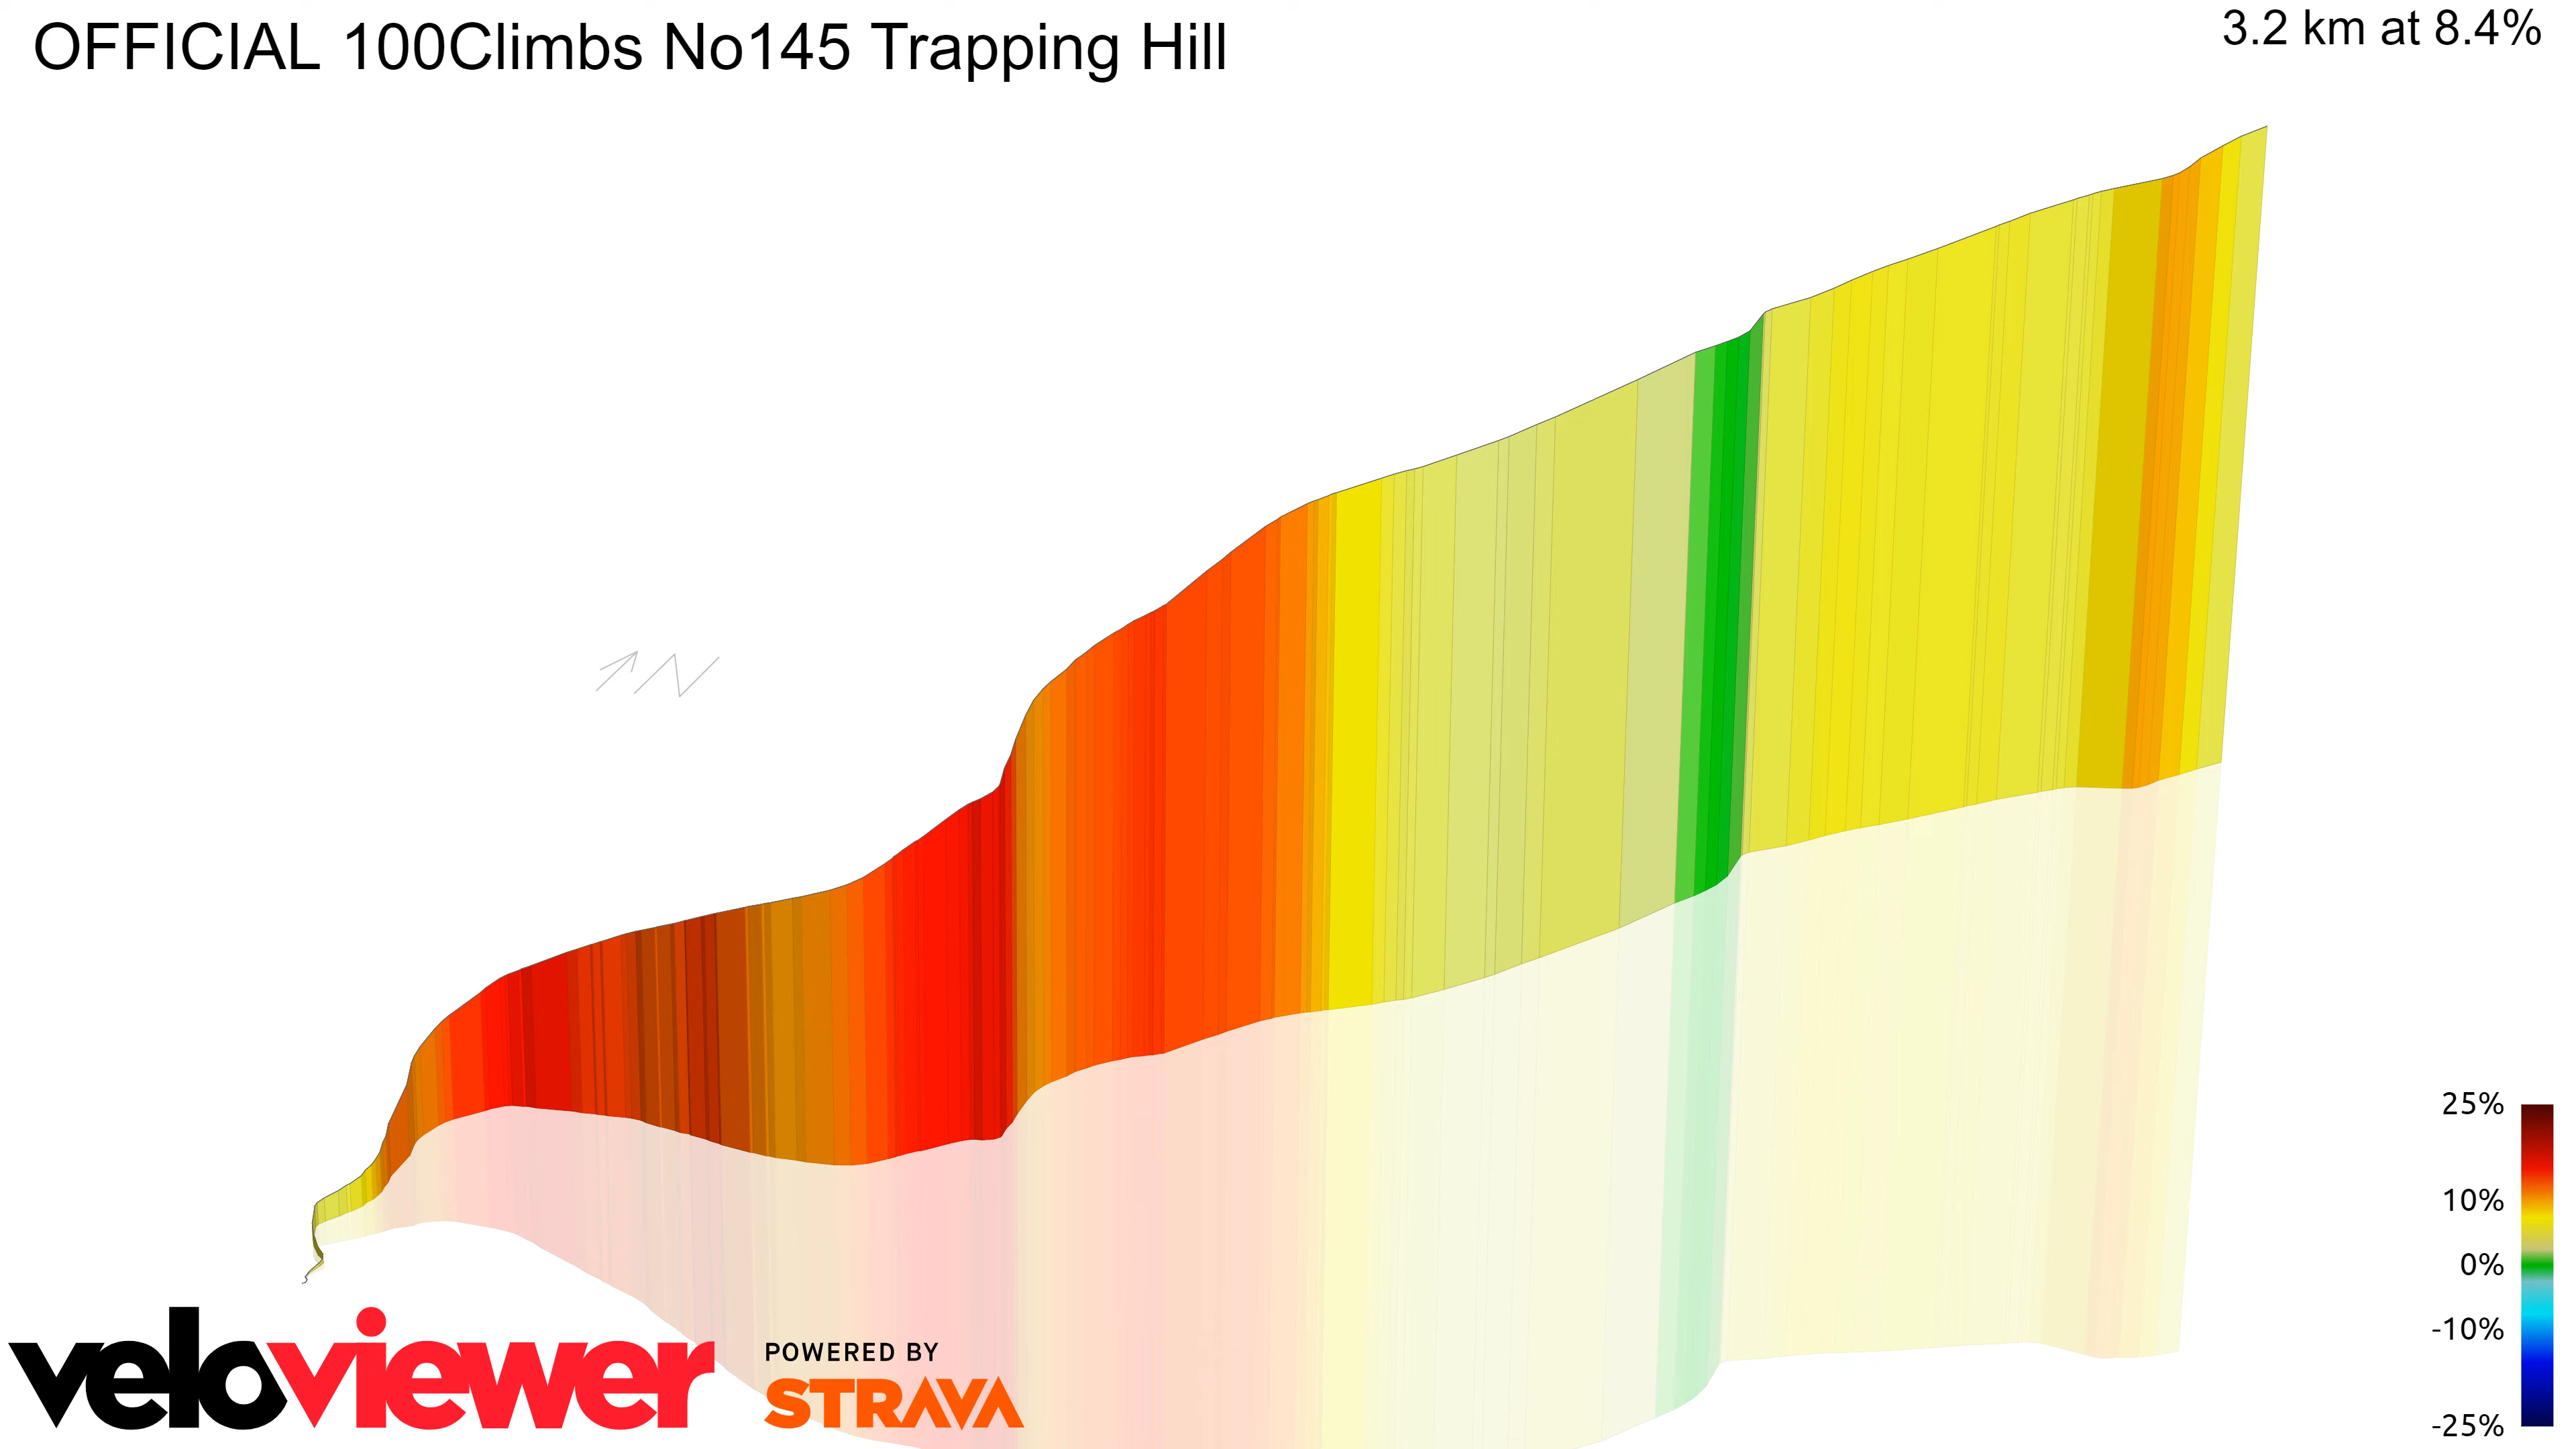 OFFICIAL 100Climbs No145 Trapping Hill
3.2 km at 8.4%
N
25%
10%
0%
-10%
-25%
veloviewer
POWERED BY
STRAVA